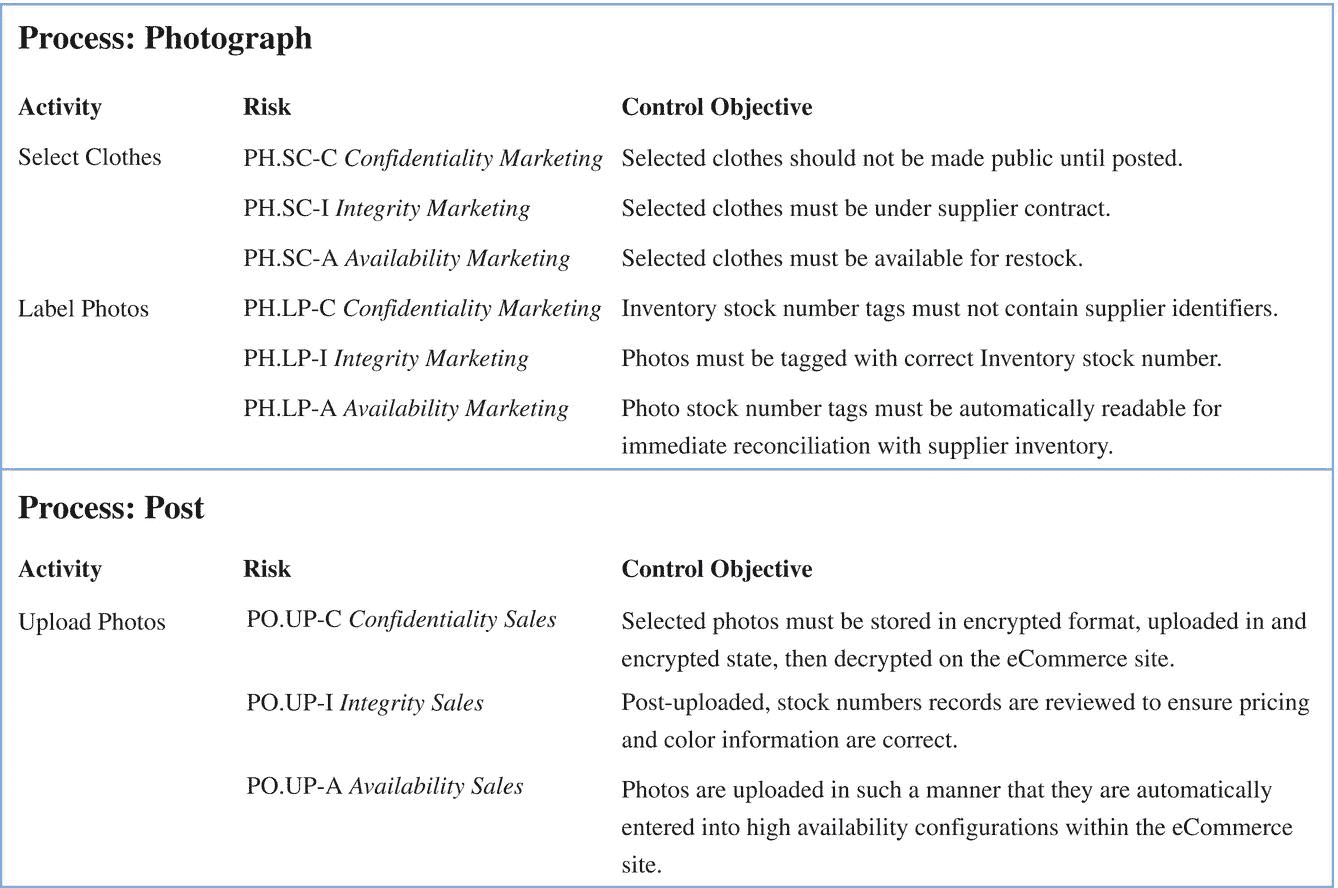 Process: Photograph
Activity Risk Control Objective
Select Clothes PH.SC-C Confidentiality Marketing Selected clothes should not be made public until posted.
PH.SC-I Integrity Marketing Selected clothes must be under supplier contract.
PH.SC-A Availability Marketing Selected clothes must be available for restock.
Label Photos PH.LP-C Confidentiality Marketing Inventory stock number tags must not contain supplier identifiers.
PH.LP-I Integrity Marketing Photos must be tagged with correct Inventory stock number.
PH.LP-A Availability Marketing Photo stock number tags must be automatically readable for
immediate reconciliation with supplier inventory.
Process: Post
Activity Risk Control Objective
Upload Photos PO.UP-C Confidentiality Sales Selected photos must be stored in encrypted format, uploaded in and
encrypted state, then decrypted on the eCommerce site.
PO.UP-I Integrity Sales Post-uploaded, stock numbers records are reviewed to ensure pricing
and color information are correct.
PO.UP-A Availability Sales Photos are uploaded in such a manner that they are automatically
entered into high availability configurations within the eCommerce
site.